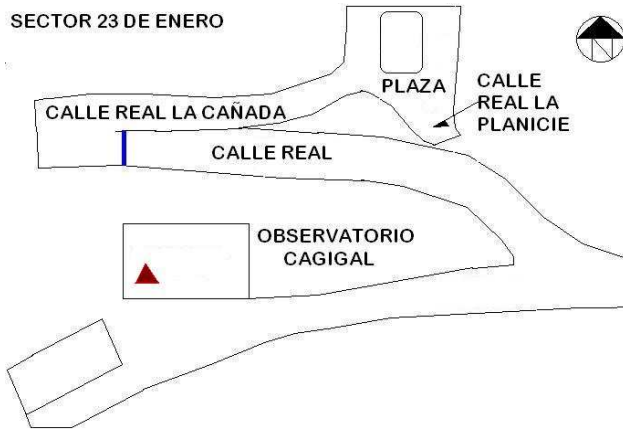 SECTOR 23 DE ENERO
PLAZA
CALLE
REAL LA
PLANICIE
CALLE REAL LA CAÑADA
CALLE REAL
OBSERVATORIO
CAGIGAL